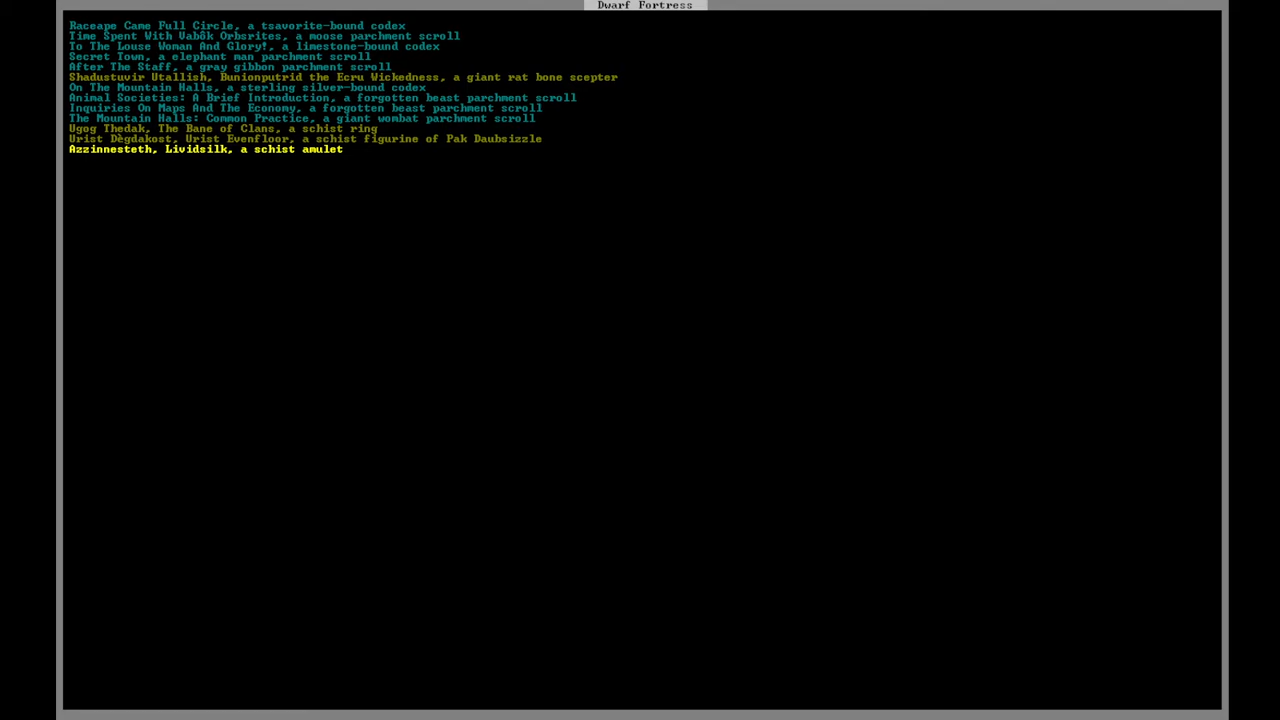 Dwarf Fortress
Raceape Came Full Circle, a tsavorite-bound codex
Time Spent With Vabôk Orbsrites, a moose parchment scroll
To The Louse Woman And Glory!, a limestone-bound codex
Secret Town, a elephant man parchment scroll
After The Staff, a gray gibbon parchment scroll
Shadustuvir Utallish, Bunionputrid the Ecru Wickedness, a giant rat bone scepter
On The Mountain Halls, a sterling silver-bound codex
Animal Societies: A Brief Introduction, a forgotten beast parchment scroll
Inquiries On Maps And The Economy, a forgotten beast parchment scroll
The Mountain Halls: Common Practice, a giant wombat parchment scroll
Ugog Thedak, The Bane of Clans, a schist ring
Urist Dègdakost, Urist Evenfloor, a schist figurine of Pak Daubsizzle
Azzinnesteth, Lividsilk, a schist amulet